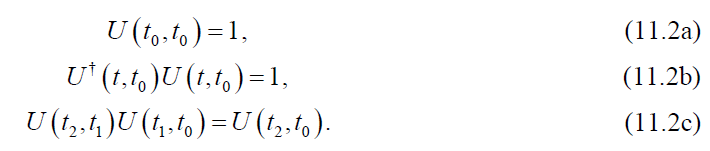 U(t₀,t₀)=1, (11.2a)
U†(t,t₀)U(t,t₀)=1, (11.2b)
U(t₂,t₁)U(t₁,t₀)=U(t₂,t₀). (11.2c)